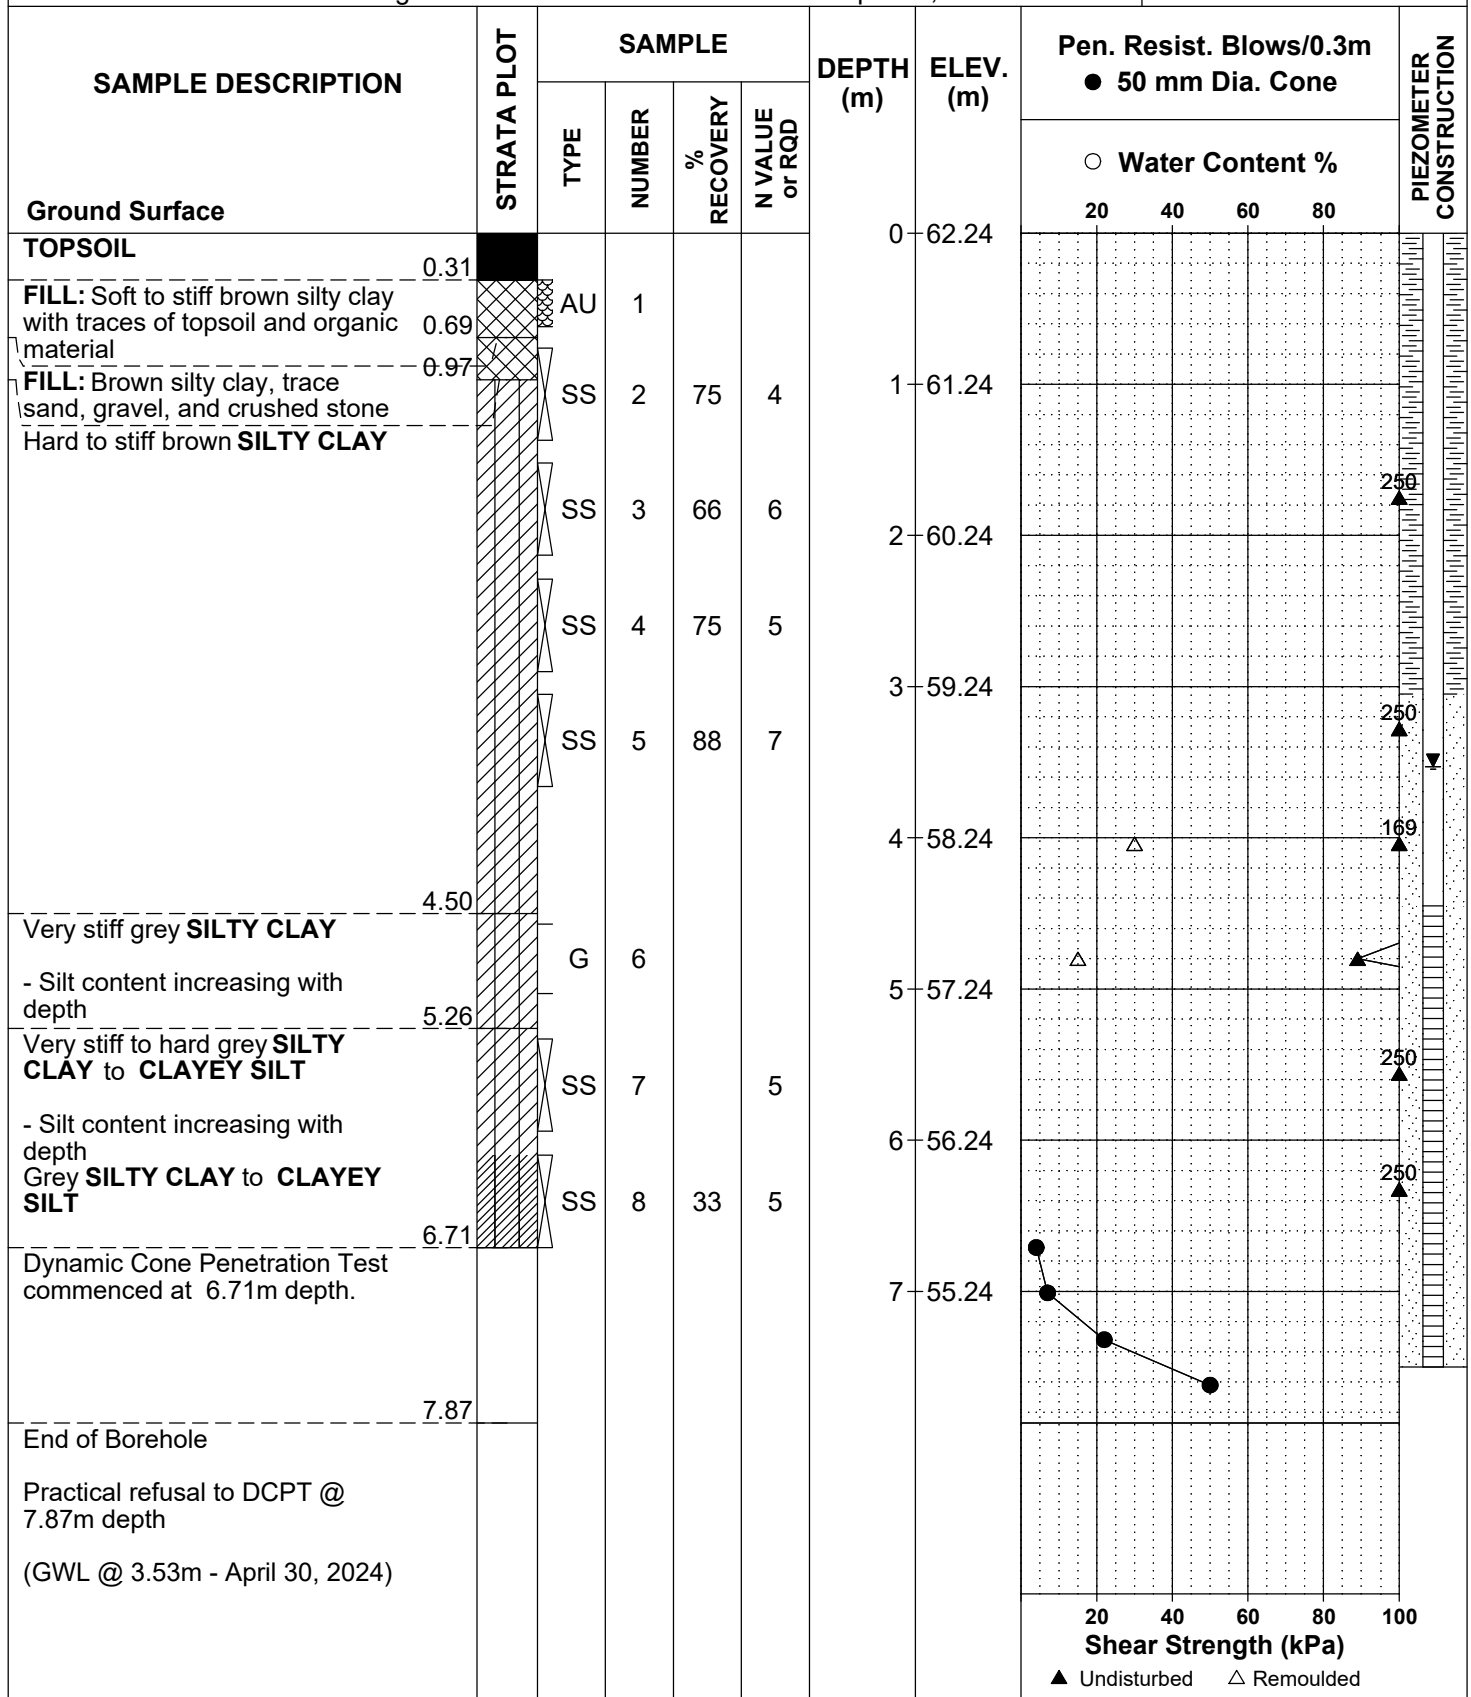 SAMPLE DESCRIPTION
Ground Surface
STRATA PLOT
SAMPLE
TYPE
NUMBER
% RECOVERY
N VALUE or RQD
DEPTH (m)
ELEV. (m)
Pen. Resist. Blows/0.3m
● 50 mm Dia. Cone
○ Water Content %
20 40 60 80
PIEZOMETER CONSTRUCTION
0 62.24
TOPSOIL
0.31
FILL: Soft to stiff brown silty clay
with traces of topsoil and organic
material
0.69
AU 1
0.97
FILL: Brown silty clay, trace
sand, gravel, and crushed stone
SS 2 75 4
1 61.24
Hard to stiff brown SILTY CLAY
250
SS 3 66 6
2 60.24
SS 4 75 5
3 59.24
250
SS 5 88 7
4 58.24
169
4.50
Very stiff grey SILTY CLAY
- Silt content increasing with
depth
G 6
5 57.24
5.26
Very stiff to hard grey SILTY
CLAY to CLAYEY SILT
- Silt content increasing with
depth
250
SS 7 5
6 56.24
Grey SILTY CLAY to CLAYEY
SILT
250
SS 8 33 5
6.71
Dynamic Cone Penetration Test
commenced at 6.71m depth.
7 55.24
7.87
End of Borehole
Practical refusal to DCPT @
7.87m depth
(GWL @ 3.53m - April 30, 2024)
20 40 60 80 100
Shear Strength (kPa)
▲ Undisturbed △ Remoulded